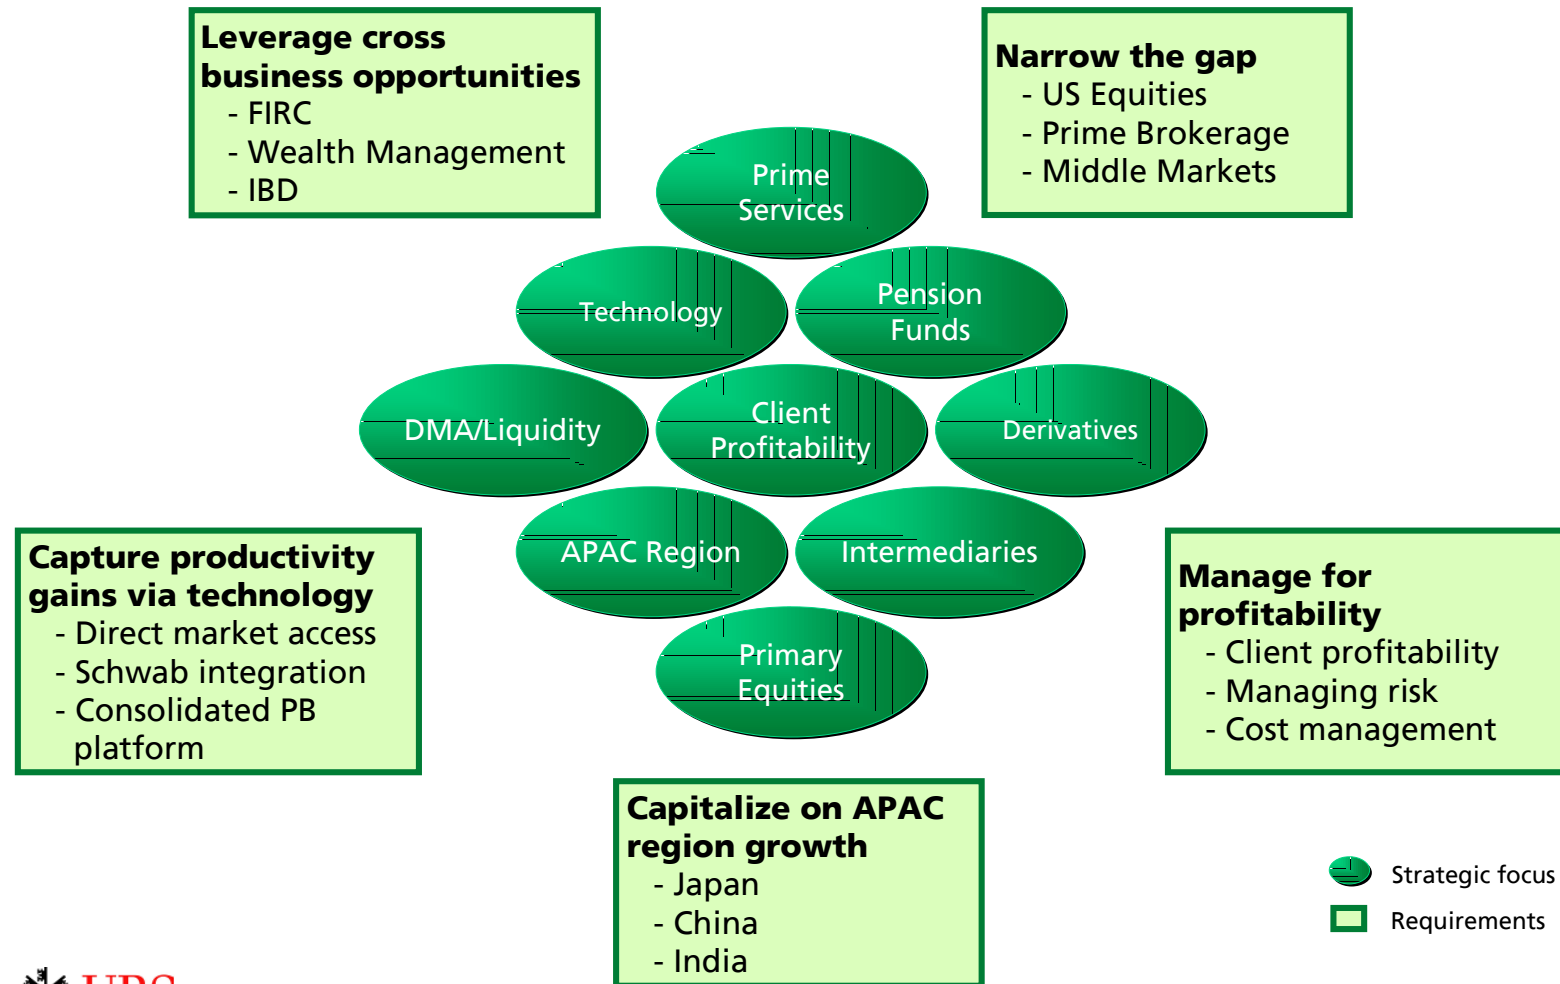 Leverage cross
business opportunities
- FIRC
- Wealth Management
- IBD
Narrow the gap
- US Equities
- Prime Brokerage
- Middle Markets
Prime
Services
Technology
Pension
Funds
DMA/Liquidity
Client
Profitability
Derivatives
APAC Region
Intermediaries
Primary
Equities
Capture productivity
gains via technology
- Direct market access
- Schwab integration
- Consolidated PB
platform
Manage for
profitability
- Client profitability
- Managing risk
- Cost management
Capitalize on APAC
region growth
- Japan
- China
- India
Strategic focus
Requirements
UBS